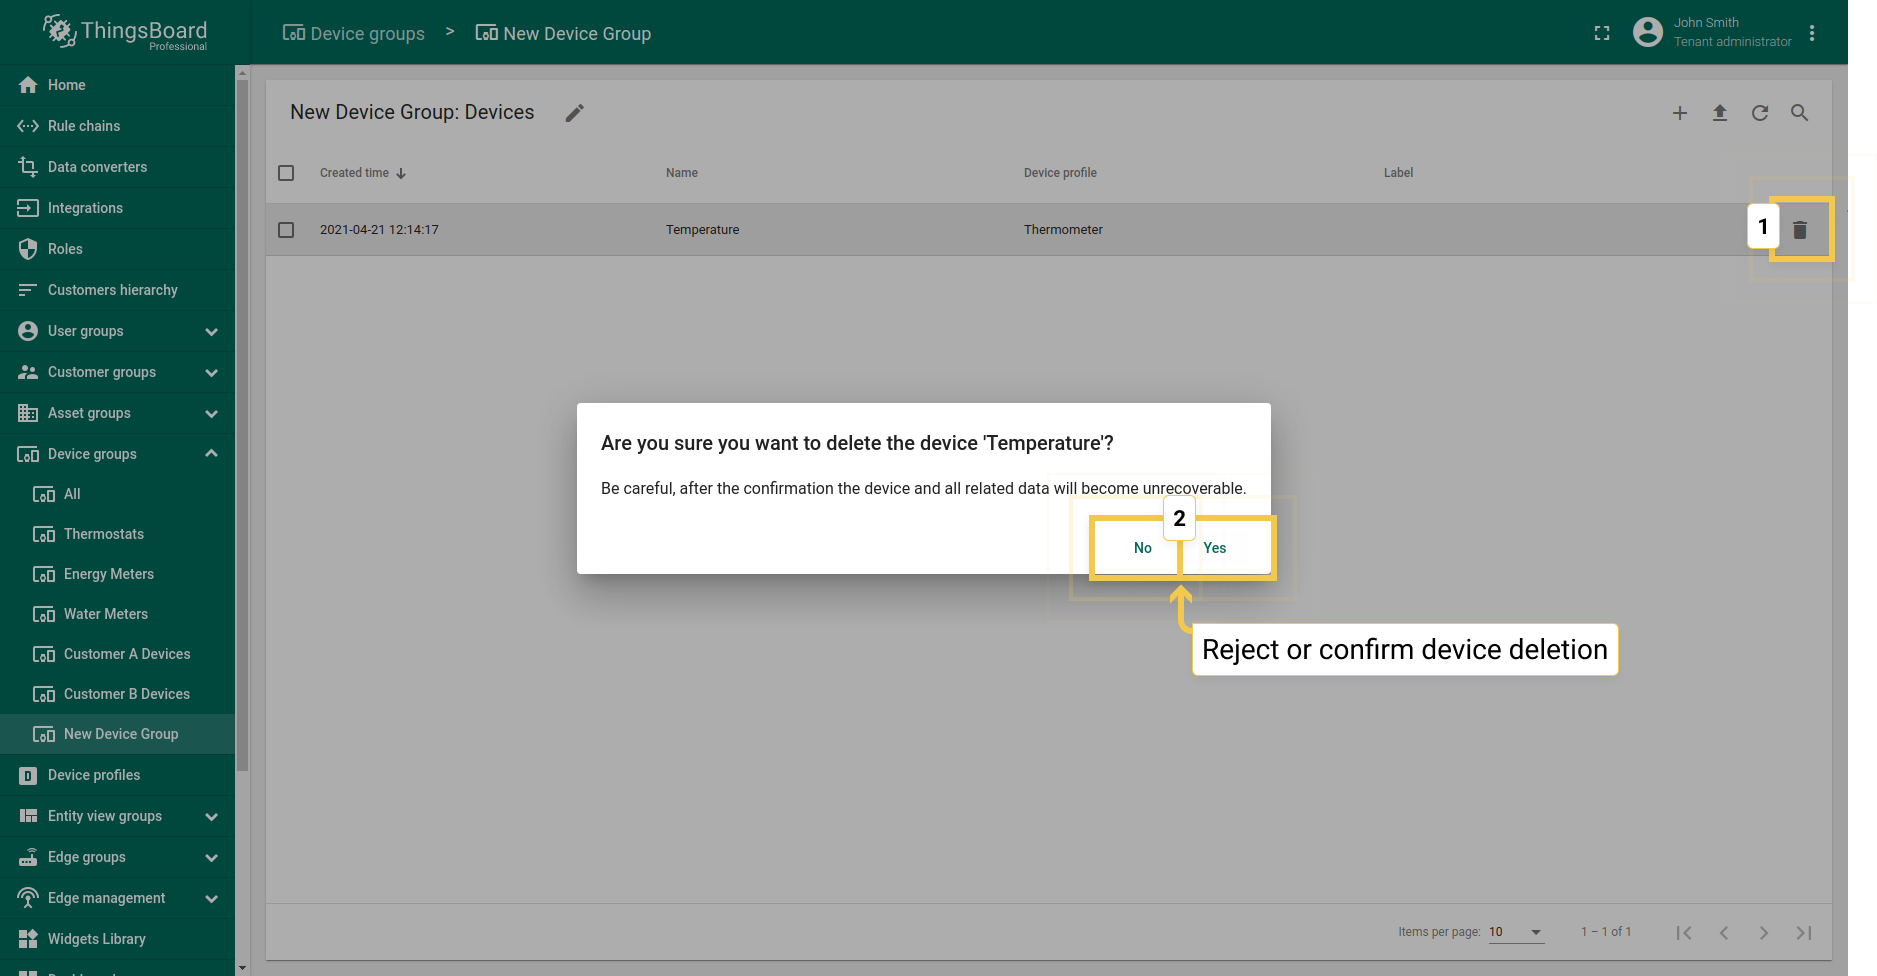 ThingsBoard
Professional
Device groups > New Device Group
John Smith
Tenant administrator
Home
Rule chains
Data converters
Integrations
Roles
Customers hierarchy
User groups
Customer groups
Asset groups
Device groups
All
Thermostats
Energy Meters
Water Meters
Customer A Devices
Customer B Devices
New Device Group
Device profiles
Entity view groups
Edge groups
Edge management
Widgets Library
New Device Group: Devices
Created time Name Device profile Label
2021-04-21 12:14:17 Temperature Thermometer
1
Are you sure you want to delete the device 'Temperature'?
Be careful, after the confirmation the device and all related data will become unrecoverable.
2
No Yes
Reject or confirm device deletion
Items per page: 10 1 – 1 of 1